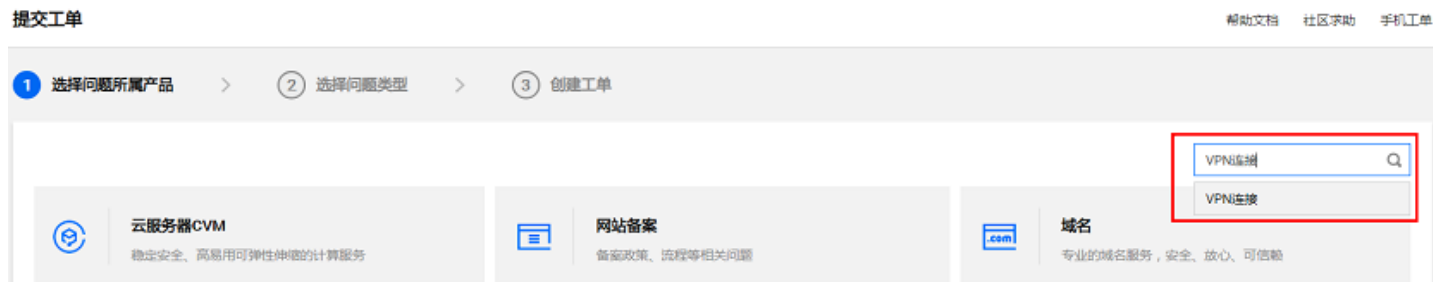 提交工单
帮助文档 社区求助 手机工单
1 选择问题所属产品 > 2 选择问题类型 > 3 创建工单
VPN连接
VPN连接
云服务器CVM
稳定安全、高易用可弹性伸缩的计算服务
网站备案
备案政策、流程等相关问题
.com
域名
专业的域名服务，安全、放心、可信赖